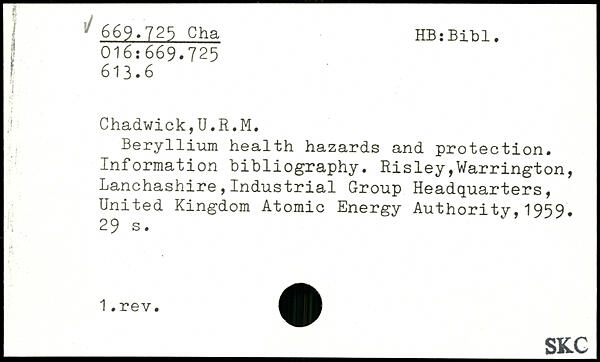 ✓ 669.725 Cha HB:Bibl.
016:669.725
613.6
Chadwick,U.R.M.
Beryllium health hazards and protection.
Information bibliography. Risley,Warrington,
Lanchashire,Industrial Group Headquarters,
United Kingdom Atomic Energy Authority,1959.
29 s.
1.rev.
SKC